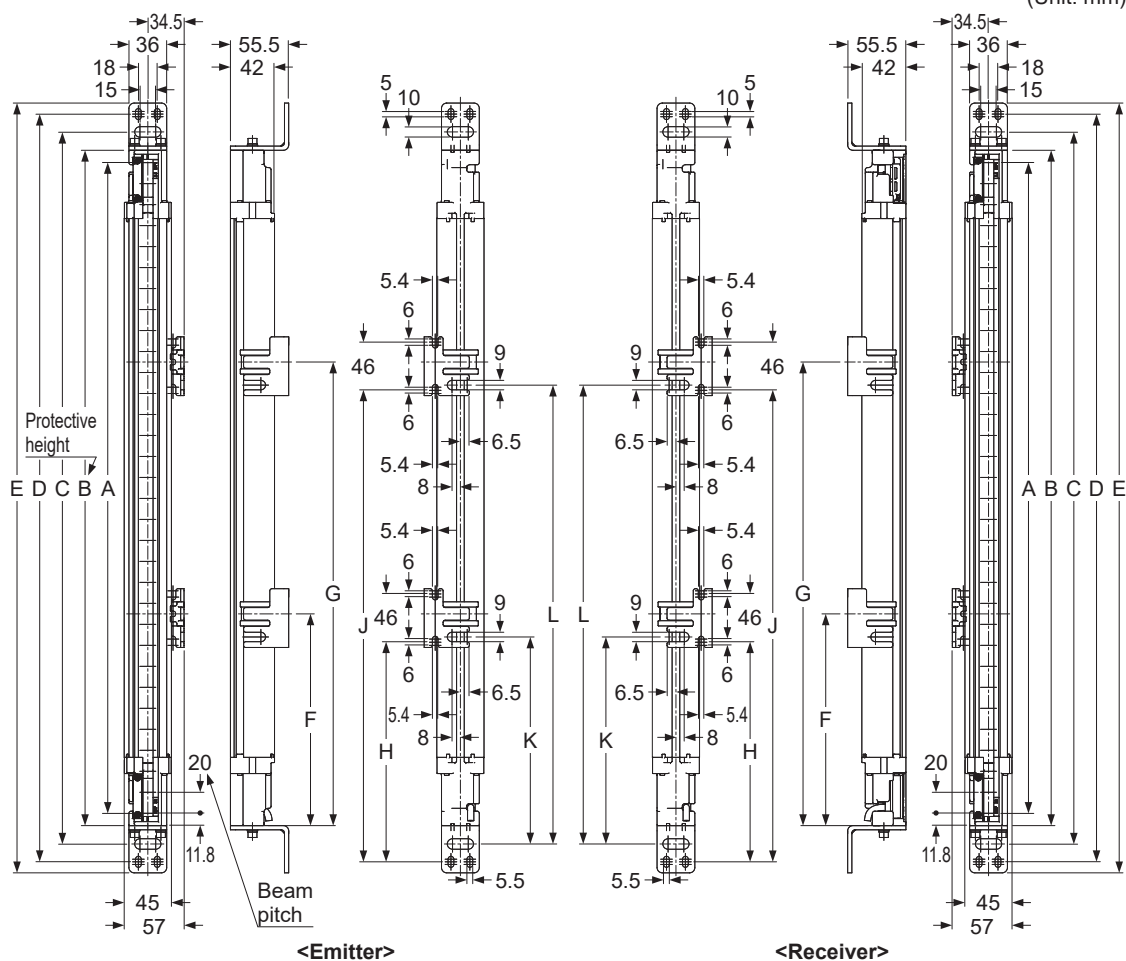 (Unit: mm)
34.5
36
18
15
55.5
42
5
10
10
5
55.5
42
34.5
36
18
15
5.4
6
46
9
6
6.5
5.4
8
5.4
6
46
9
6
6.5
5.4
8
5.4
6
9
46
6
6.5
5.4
8
5.4
6
9
46
6
6.5
5.4
8
Protective
height
E D C B A
G
J
L
L
J
G
A B C D E
F
H
K
K
H
F
20
11.8
20
11.8
5.5
5.5
45
57
Beam
pitch
45
57
<Emitter>
<Receiver>